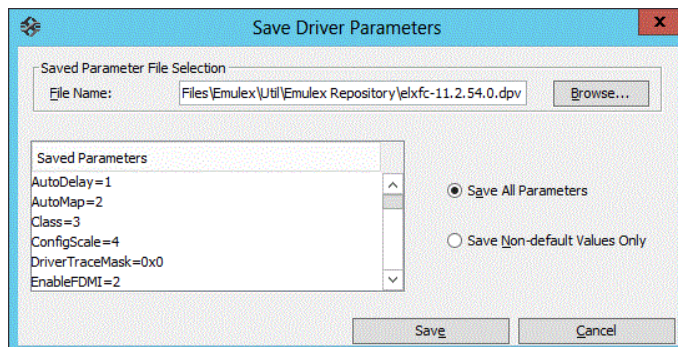 Save Driver Parameters
x
Saved Parameter File Selection
File Name:
Files\Emulex\Util\Emulex Repository\elxfc-11.2.54.0.dpv
Browse...
Saved Parameters
AutoDelay=1
AutoMap=2
Class=3
ConfigScale=4
DriverTraceMask=0x0
EnableFDMI=2
Save All Parameters
Save Non-default Values Only
Save
Cancel